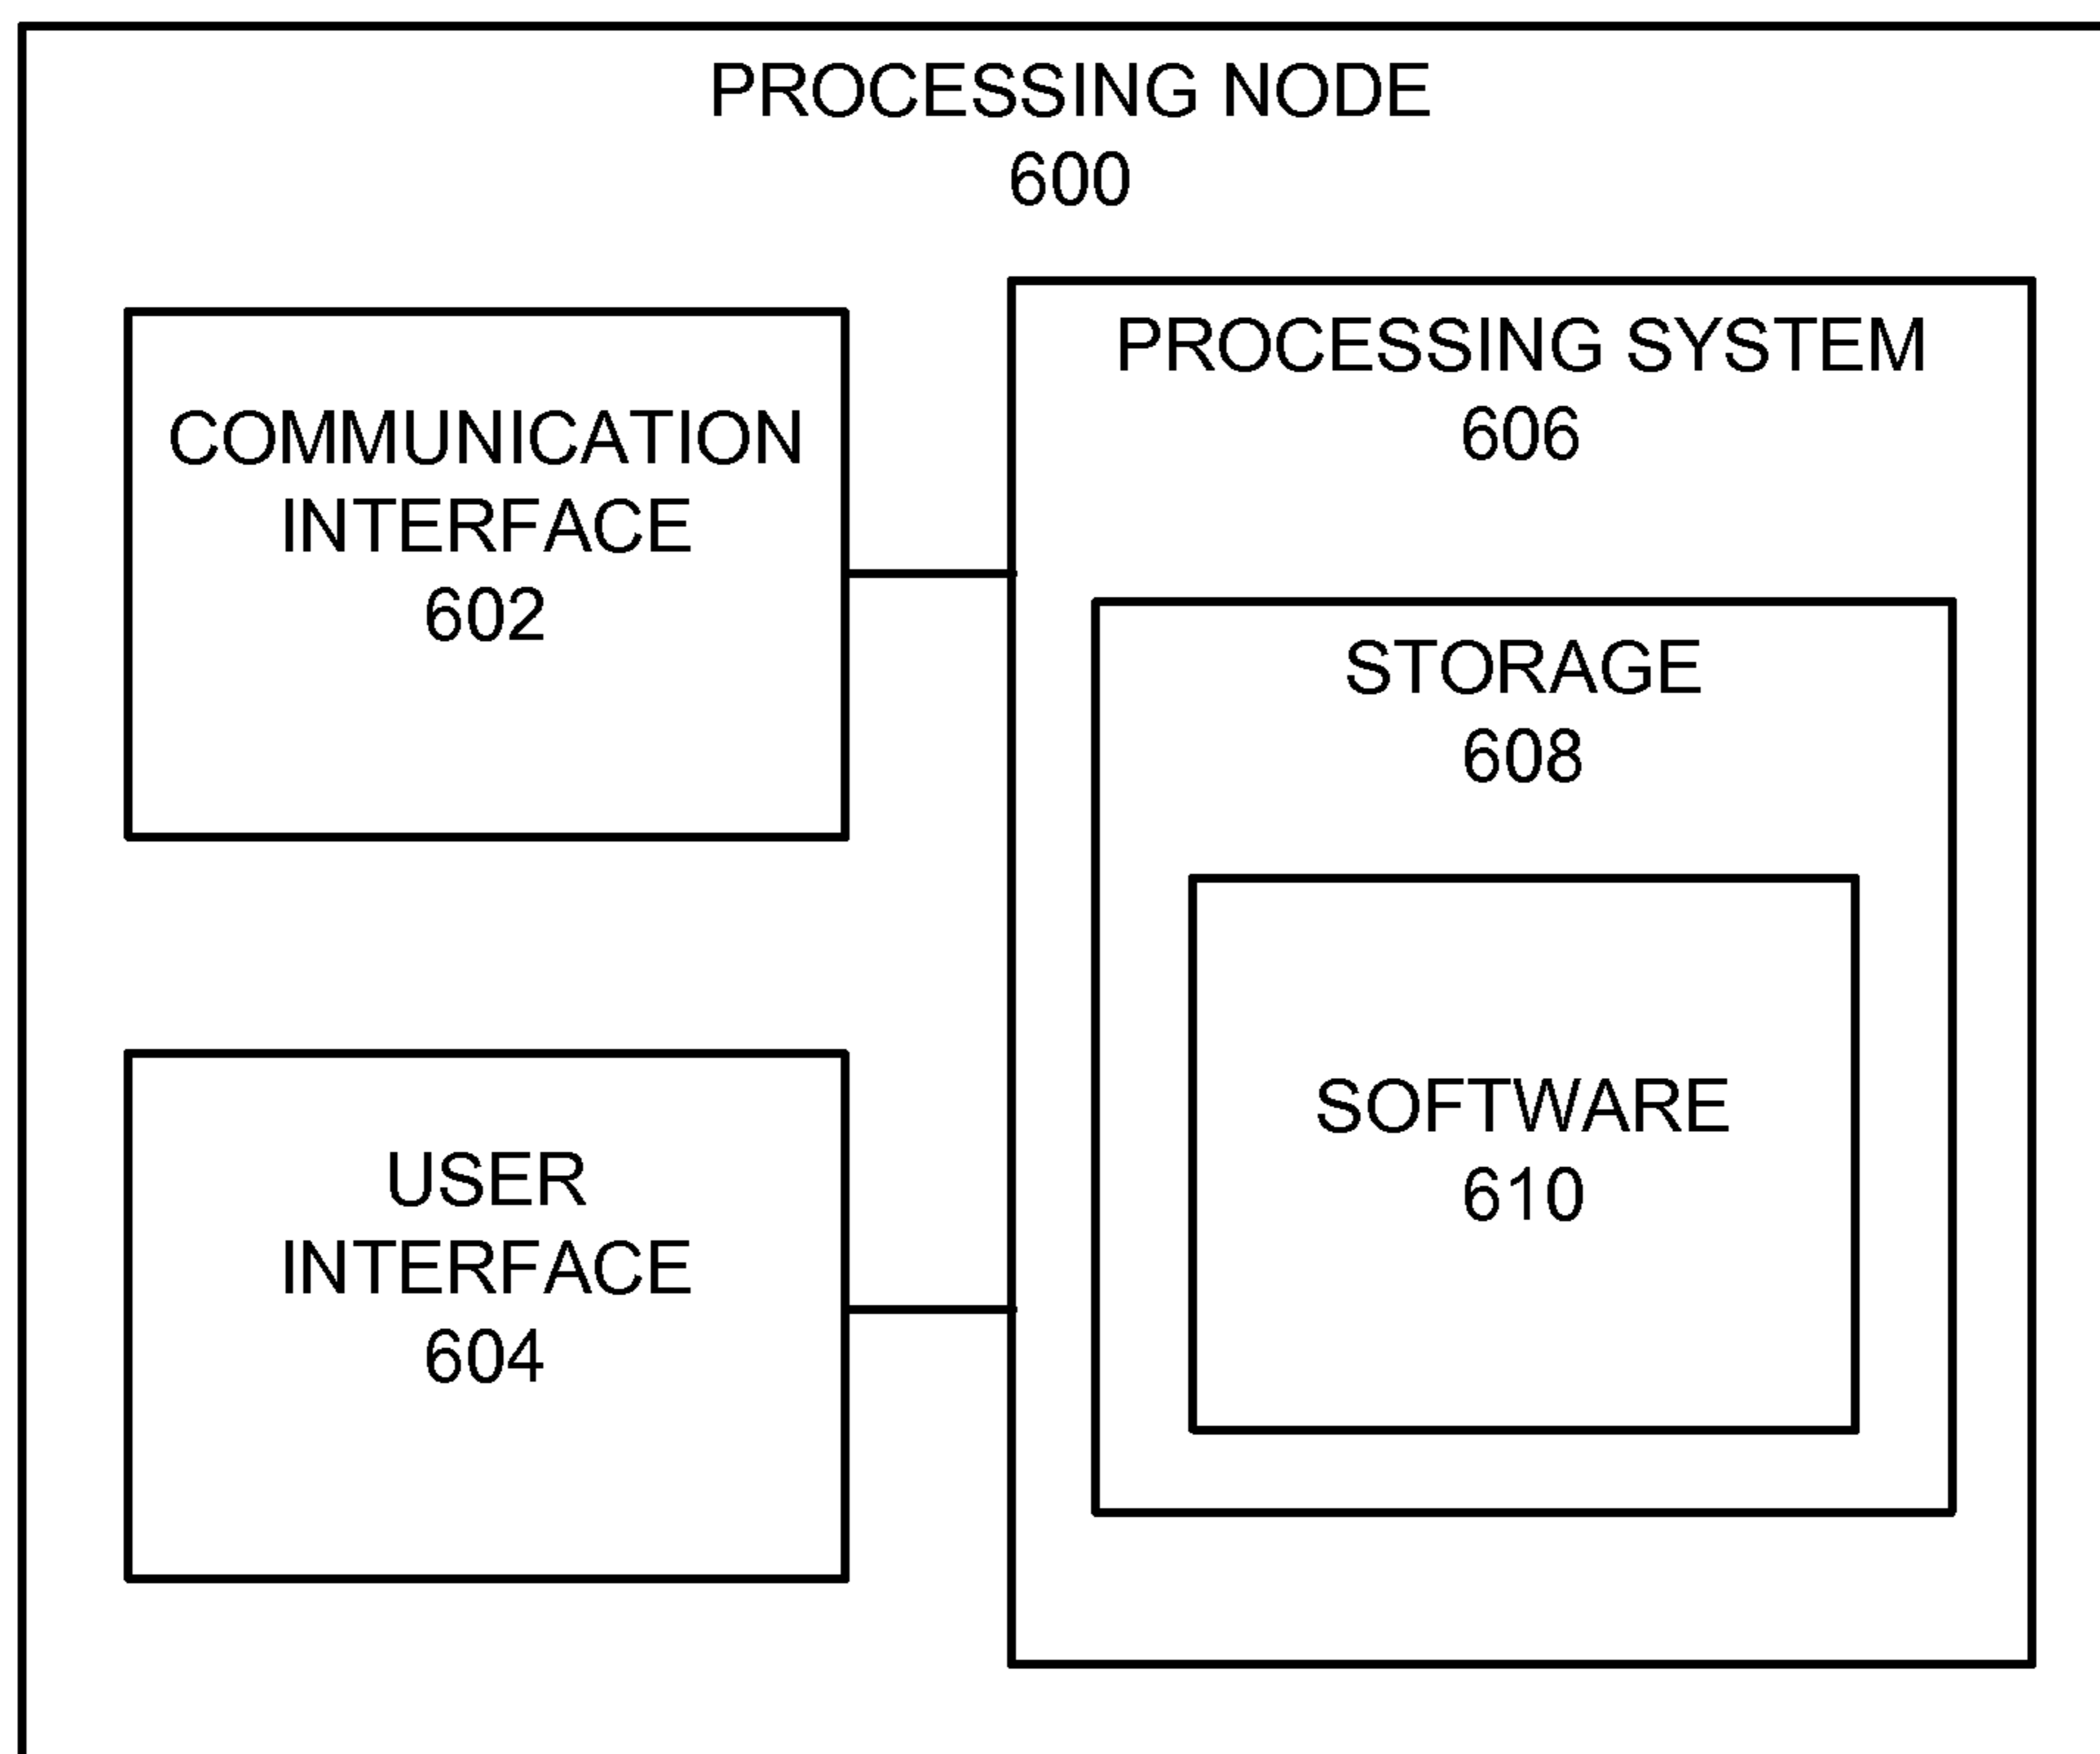 PROCESSING NODE
600
COMMUNICATION
INTERFACE
602
USER
INTERFACE
604
PROCESSING SYSTEM
606
STORAGE
608
SOFTWARE
610